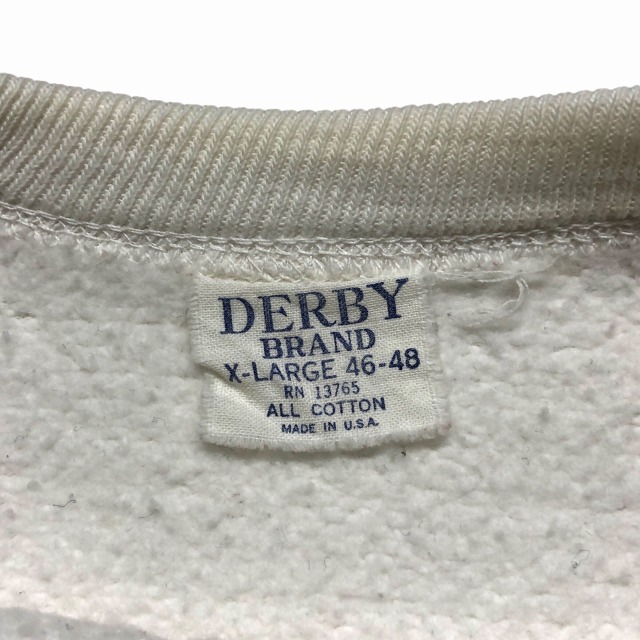 DERBY
BRAND
X-LARGE 46-48
RN 13765
ALL COTTON
MADE IN U.S.A.